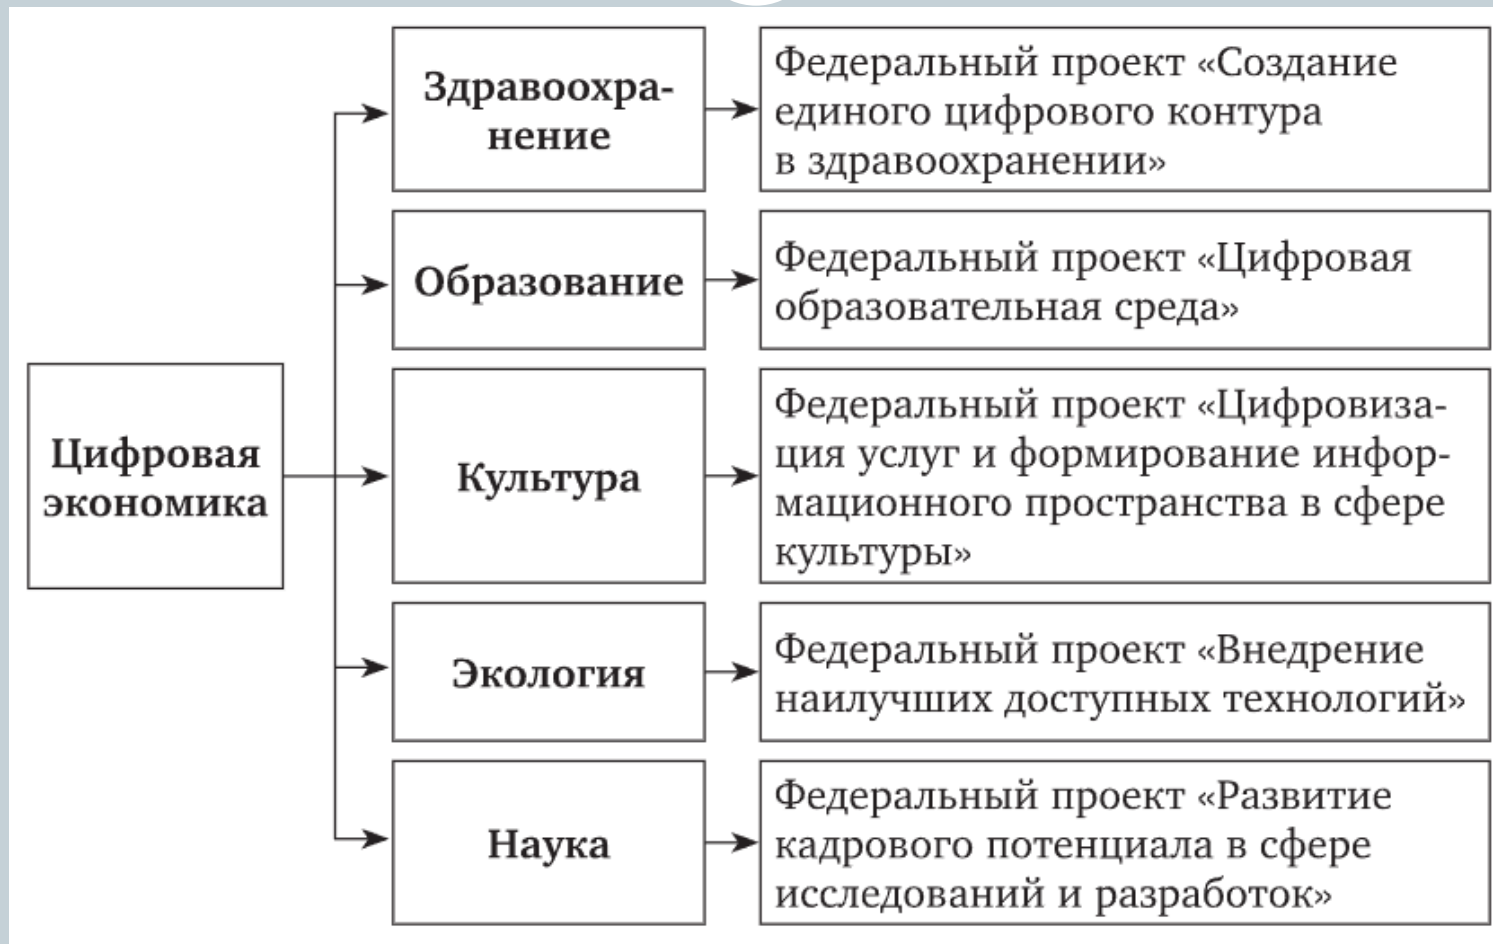 Здравоохра-
нение
Федеральный проект «Создание
единого цифрового контура
в здравоохранении»
Образование
Федеральный проект «Цифровая
образовательная среда»
Цифровая
экономика
Культура
Федеральный проект «Цифровиза-
ция услуг и формирование инфор-
мационного пространства в сфере
культуры»
Экология
Федеральный проект «Внедрение
наилучших доступных технологий»
Наука
Федеральный проект «Развитие
кадрового потенциала в сфере
исследований и разработок»